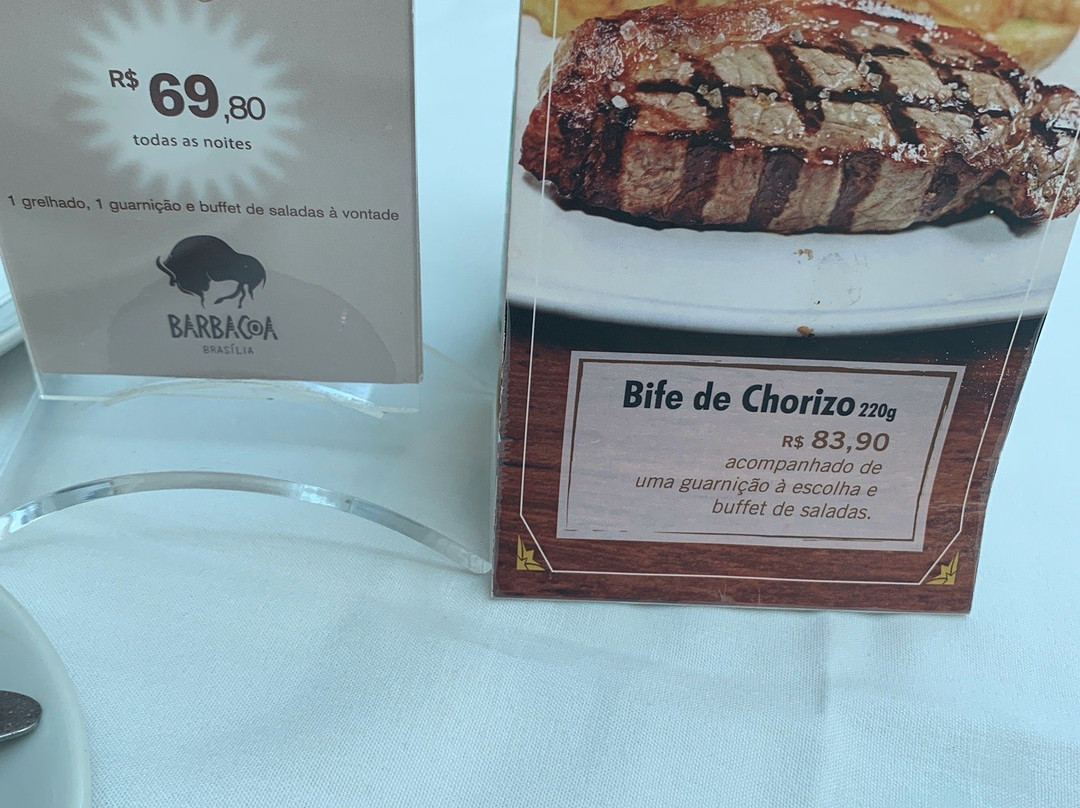 R$ 69,80
todas as noites
1 grelhado, 1 guarnição e buffet de saladas à vontade
BARBACOA
BRASÍLIA
Bife de Chorizo 220g
R$ 83,90
acompanhado de
uma guarnição à escolha e
buffet de saladas.